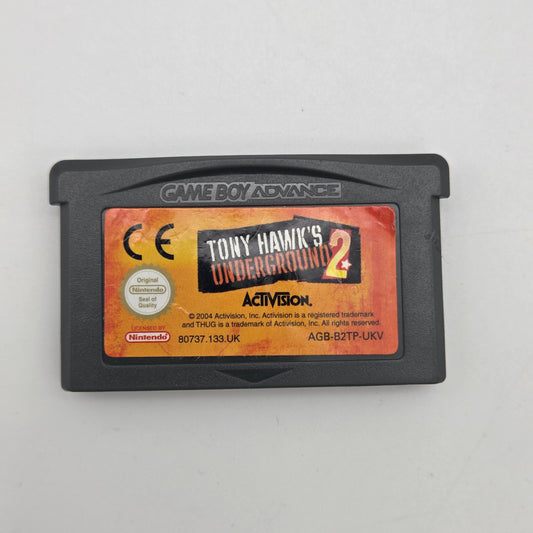 GAME BOY ADVANCE
CE
TONY HAWK'S
UNDERGROUND 2
Original
Nintendo
Seal of
Quality
ACTIVISION.
© 2004 Activision, Inc. Activision is a registered trademark
and THUG is a trademark of Activision, Inc. All rights reserved.
LICENSED BY
Nintendo
80737.133.UK
AGB-B2TP-UKV